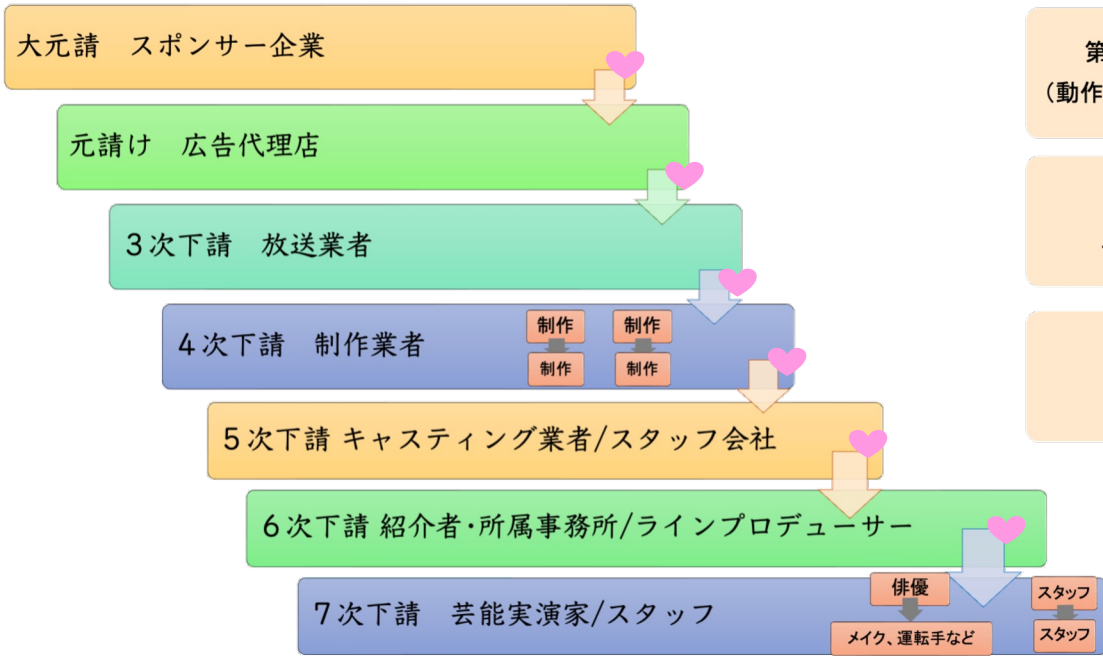 大元請　スポンサー企業
元請け　広告代理店
3次下請　放送業者
4次下請　制作業者
制作
制作
制作
制作
5次下請 キャスティング業者/スタッフ会社
6次下請 紹介者・所属事務所/ラインプロデューサー
7次下請　芸能実演家/スタッフ
俳優
メイク、運転手など
スタッフ
スタッフ
第
（動作